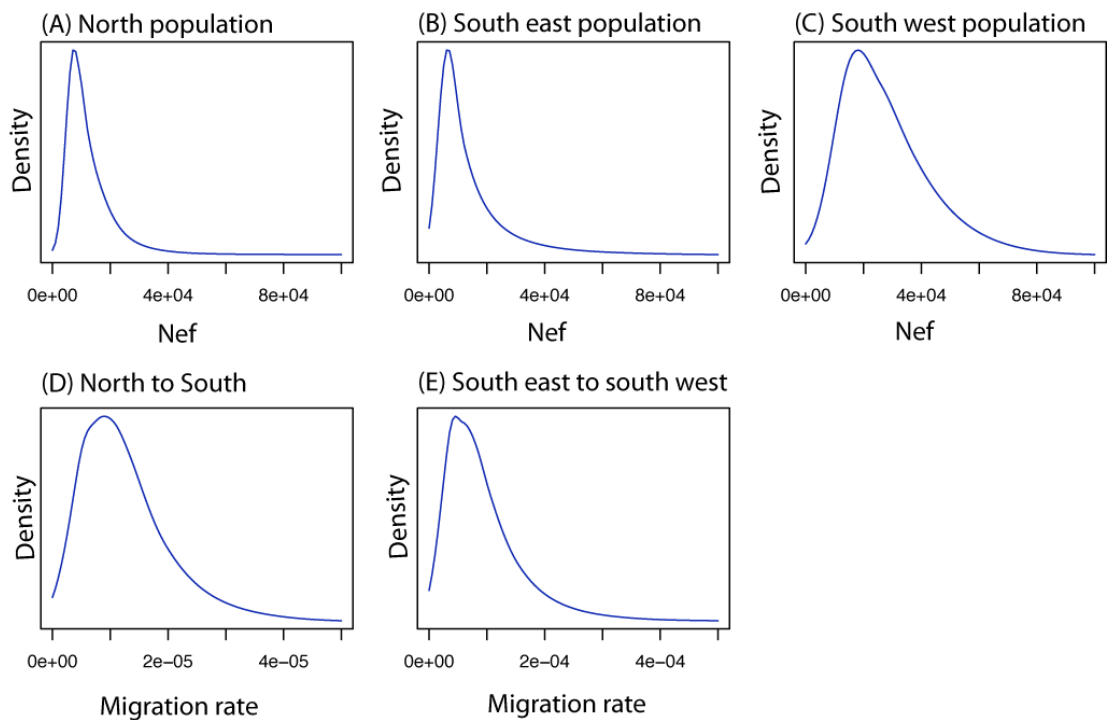 (A) North population
(B) South east population
(C) South west population
Density
Density
Density
0e+00 4e+04 8e+04
0e+00 4e+04 8e+04
0e+00 4e+04 8e+04
Nef
Nef
Nef
(D) North to South
(E) South east to south west
Density
Density
0e+00 2e-05 4e-05
0e+00 2e-04 4e-04
Migration rate
Migration rate